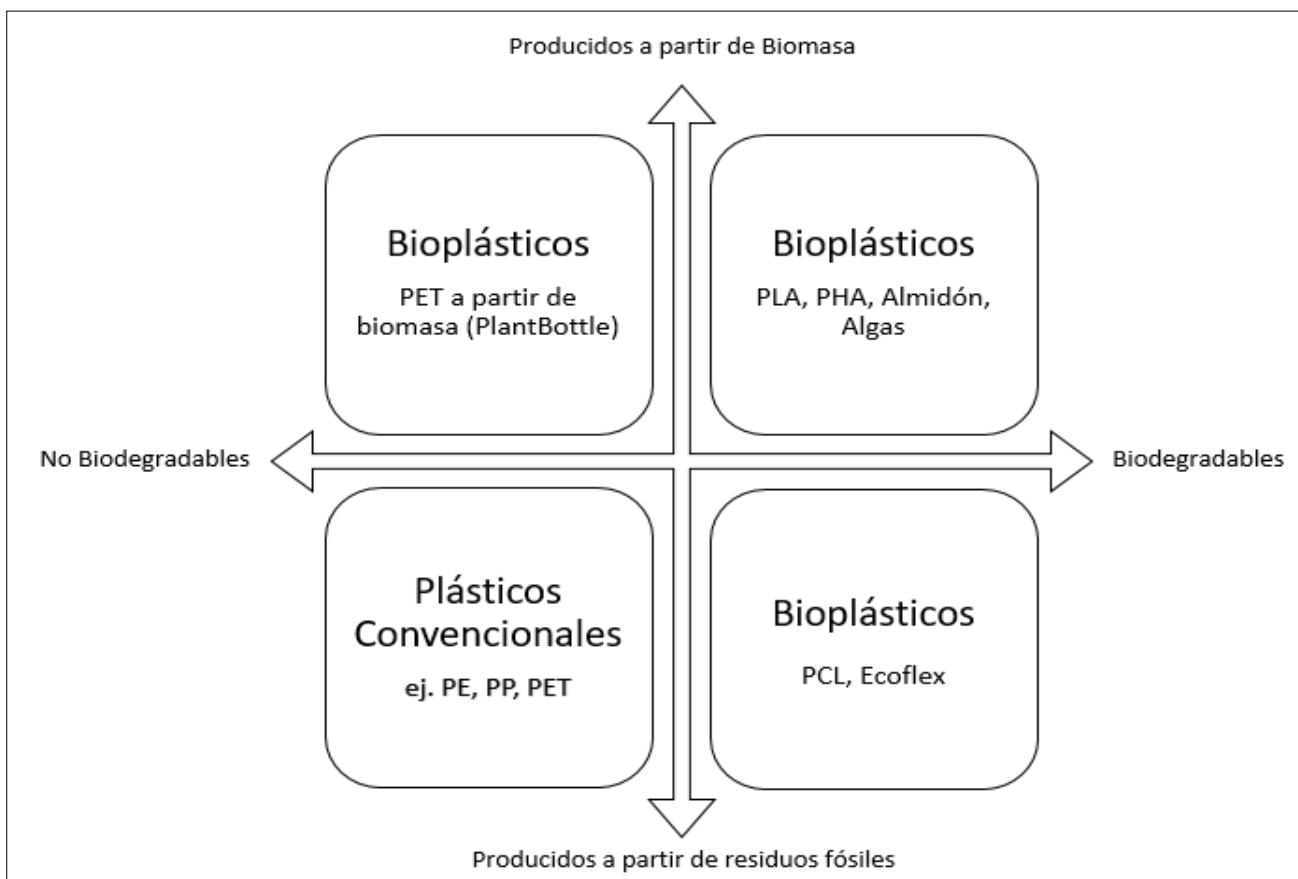 Producidos a partir de Biomasa
Bioplásticos
PET a partir de
biomasa (PlantBottle)
Bioplásticos
PLA, PHA, Almidón,
Algas
No Biodegradables
Biodegradables
Plásticos
Convencionales
ej. PE, PP, PET
Bioplásticos
PCL, Ecoflex
Producidos a partir de residuos fósiles